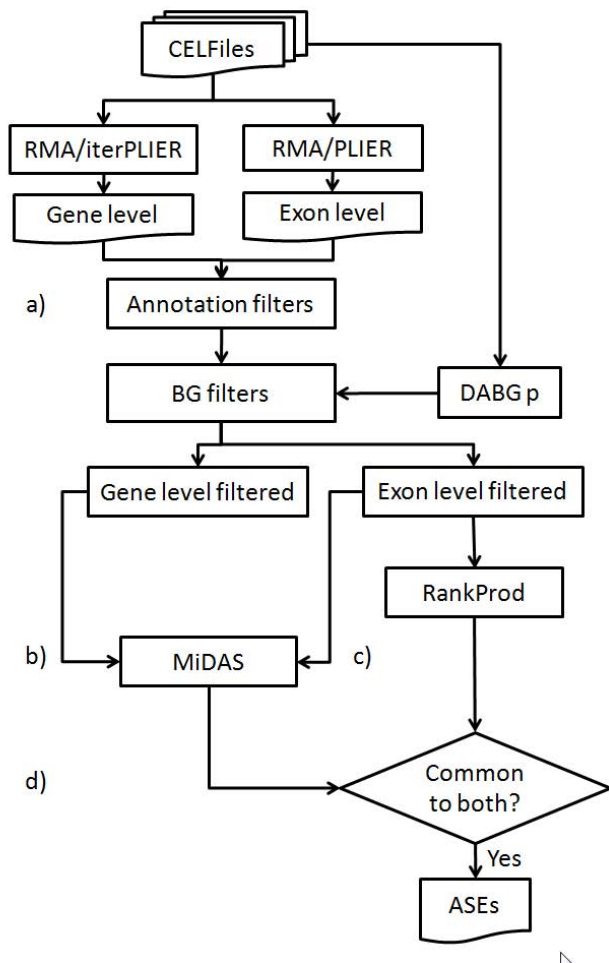 CELFiles
RMA/iterPLIER
RMA/PLIER
Gene level
Exon level
a)
Annotation filters
BG filters
DABG p
Gene level filtered
Exon level filtered
RankProd
b)
MiDAS
c)
d)
Common
to both?
Yes
ASEs